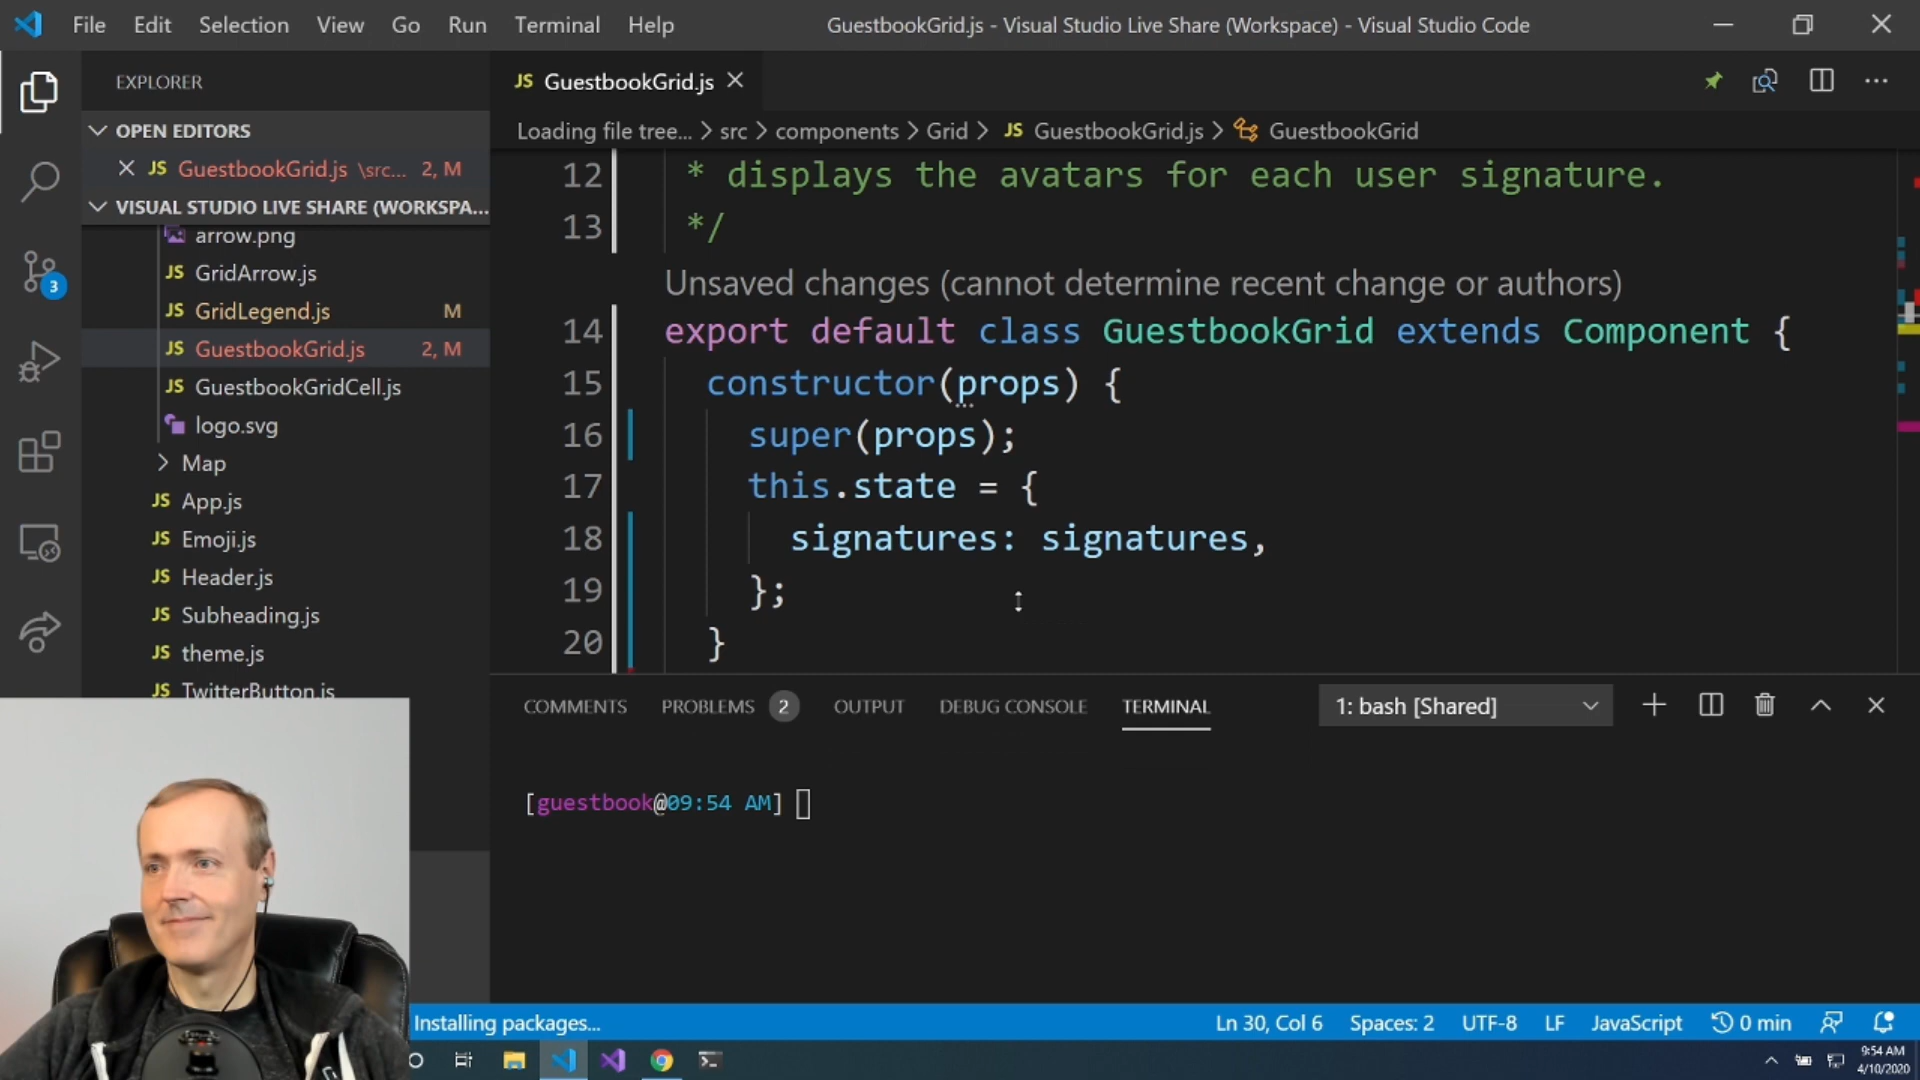 File Edit Selection View Go Run Terminal Help
GuestbookGrid.js - Visual Studio Live Share (Workspace) - Visual Studio Code
EXPLORER
OPEN EDITORS
JS GuestbookGrid.js \src... 2, M
VISUAL STUDIO LIVE SHARE (WORKSPA...
arrow.png
JS GridArrow.js
JS GridLegend.js M
JS GuestbookGrid.js 2, M
JS GuestbookGridCell.js
logo.svg
Map
JS App.js
JS Emoji.js
JS Header.js
JS Subheading.js
JS theme.js
JS TwitterButton.js
3
JS GuestbookGrid.js
Loading file tree... > src > components > Grid > JS GuestbookGrid.js > GuestbookGrid
12 * displays the avatars for each user signature.
13 */
Unsaved changes (cannot determine recent change or authors)
14 export default class GuestbookGrid extends Component {
15 constructor(props) {
16 super(props);
17 this.state = {
18 signatures: signatures,
19 };
20 }
COMMENTS PROBLEMS 2 OUTPUT DEBUG CONSOLE TERMINAL 1: bash [Shared]
[guestbook@09:54 AM]
Installing packages... Ln 30, Col 6 Spaces: 2 UTF-8 LF JavaScript 0 min
9:54 AM
4/10/2020